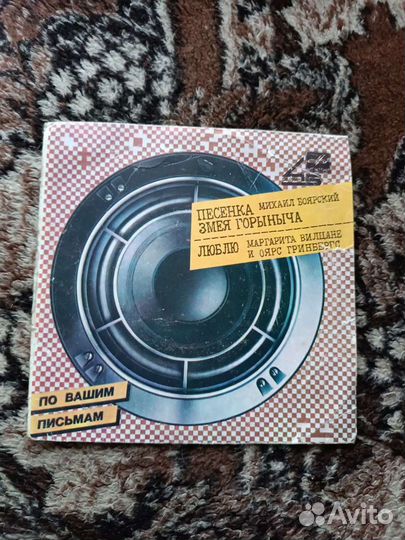 ПЕСЕНКА МИХАИЛ БОЯРСКИЙ
ЗМЕЯ ГОРЫНЫЧА
ЛЮБЛЮ МАРГАРИТА ВИЛЦАНЕ
И ОЯРС ГРИНБЕРГС
ПО ВАШИМ
ПИСЬМАМ
Avito